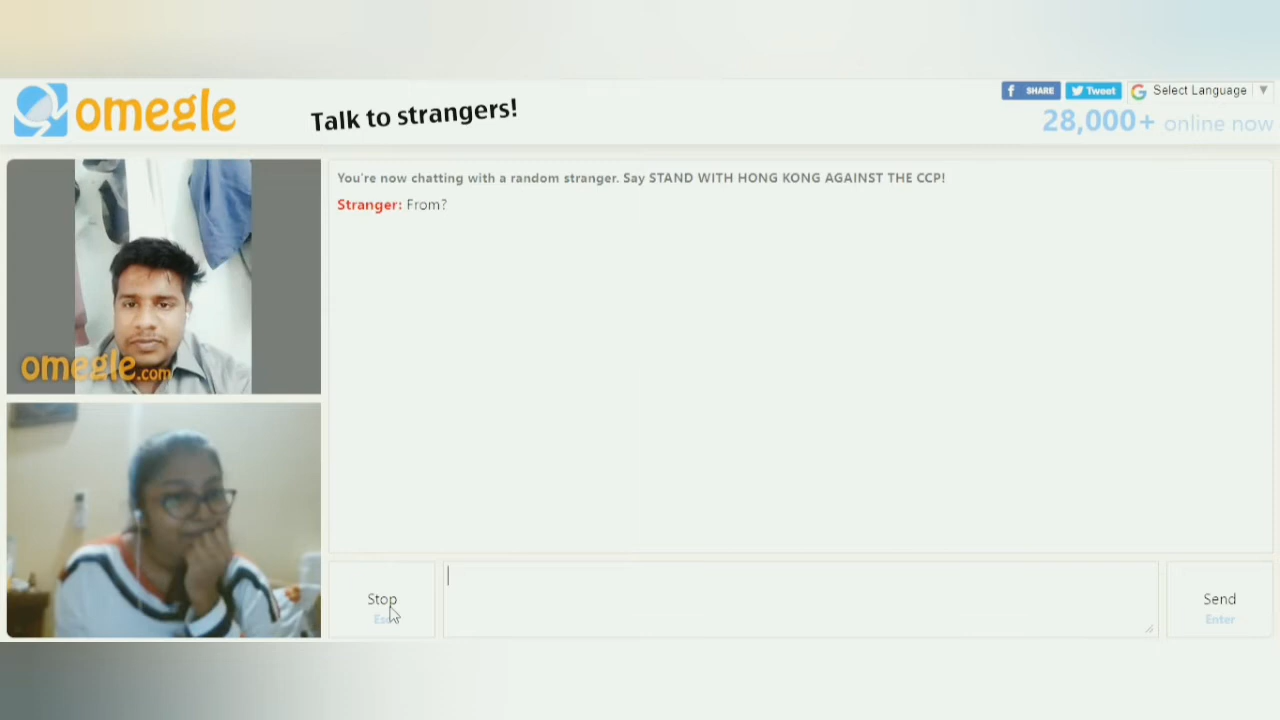 omegle
Talk to strangers!
SHARE
Tweet
Select Language
28,000+ online now
omegle.com
You're now chatting with a random stranger. Say STAND WITH HONG KONG AGAINST THE CCP!
Stranger: From?
Stop
Esc
Send
Enter